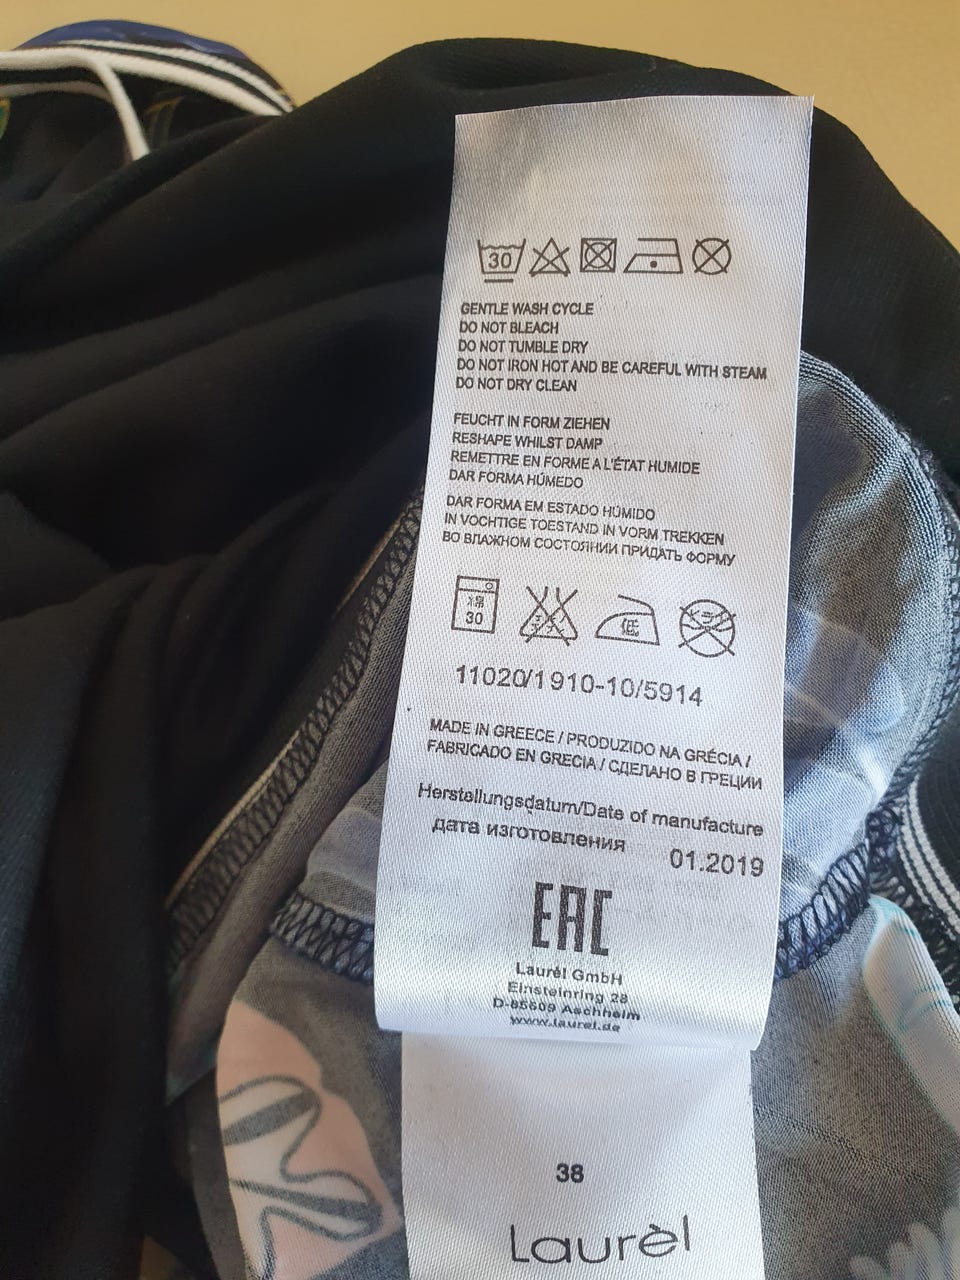 30
GENTLE WASH CYCLE
DO NOT BLEACH
DO NOT TUMBLE DRY
DO NOT IRON HOT AND BE CAREFUL WITH STEAM
DO NOT DRY CLEAN
FEUCHT IN FORM ZIEHEN
RESHAPE WHILST DAMP
REMETTRE EN FORME A L'ÉTAT HUMIDE
DAR FORMA HÚMEDO
DAR FORMA EM ESTADO HÚMIDO
IN VOCHTIGE TOESTAND IN VORM TREKKEN
ВО ВЛАЖНОМ СОСТОЯНИИ ПРИДАТЬ ФОРМУ
30 低
11020/1910-10/5914
MADE IN GREECE / PRODUZIDO NA GRÉCIA /
FABRICADO EN GRECIA / СДЕЛАНО В ГРЕЦИИ
Herstellungsdatum/Date of manufacture
дата изготовления 01.2019
EAC
Laurèl GmbH
Einsteinring 28
D-85609 Aschheim
www.laurel.de
38
Laurèl